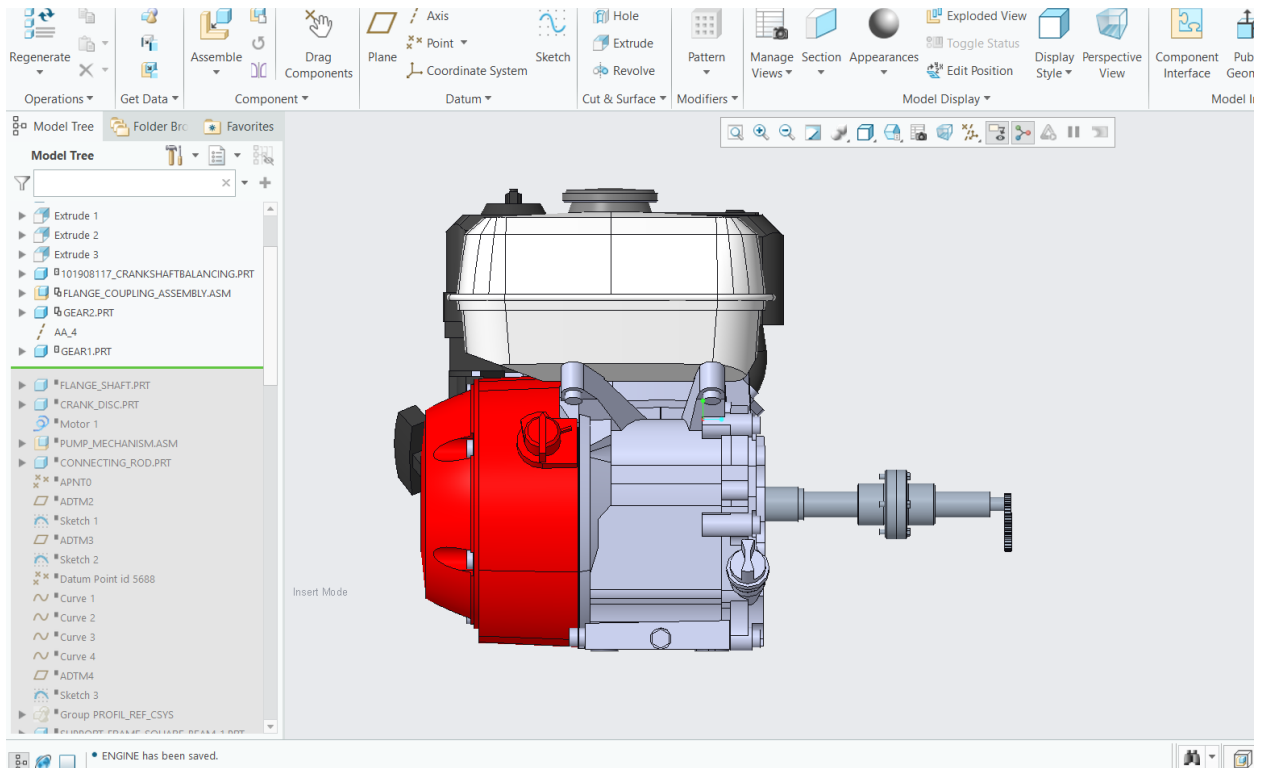 Axis
Hole
Exploded View
Point
Extrude
Toggle Status
Regenerate
Assemble
Drag
Components
Plane
Coordinate System
Sketch
Revolve
Pattern
Manage
Views
Section
Appearances
Edit Position
Display
Style
Perspective
View
Component
Interface
Operations
Get Data
Component
Datum
Cut & Surface
Modifiers
Model Display
Model Tree
Favorites
Model Tree
Extrude 1
Extrude 2
Extrude 3
101908117_CRANKSHAFTBALANCING.PRT
FLANGE_COUPLING_ASSEMBLY.ASM
GEAR2.PRT
AA_4
GEAR1.PRT
FLANGE_SHAFT.PRT
CRANK_DISC.PRT
Motor 1
PUMP_MECHANISM.ASM
CONNECTING_ROD.PRT
APNT0
ADTM2
Sketch 1
ADTM3
Sketch 2
Datum Point id 5688
Curve 1
Insert Mode
Curve 2
Curve 3
Curve 4
ADTM4
Sketch 3
Group PROFIL_REF_CSYS
ENGINE has been saved.